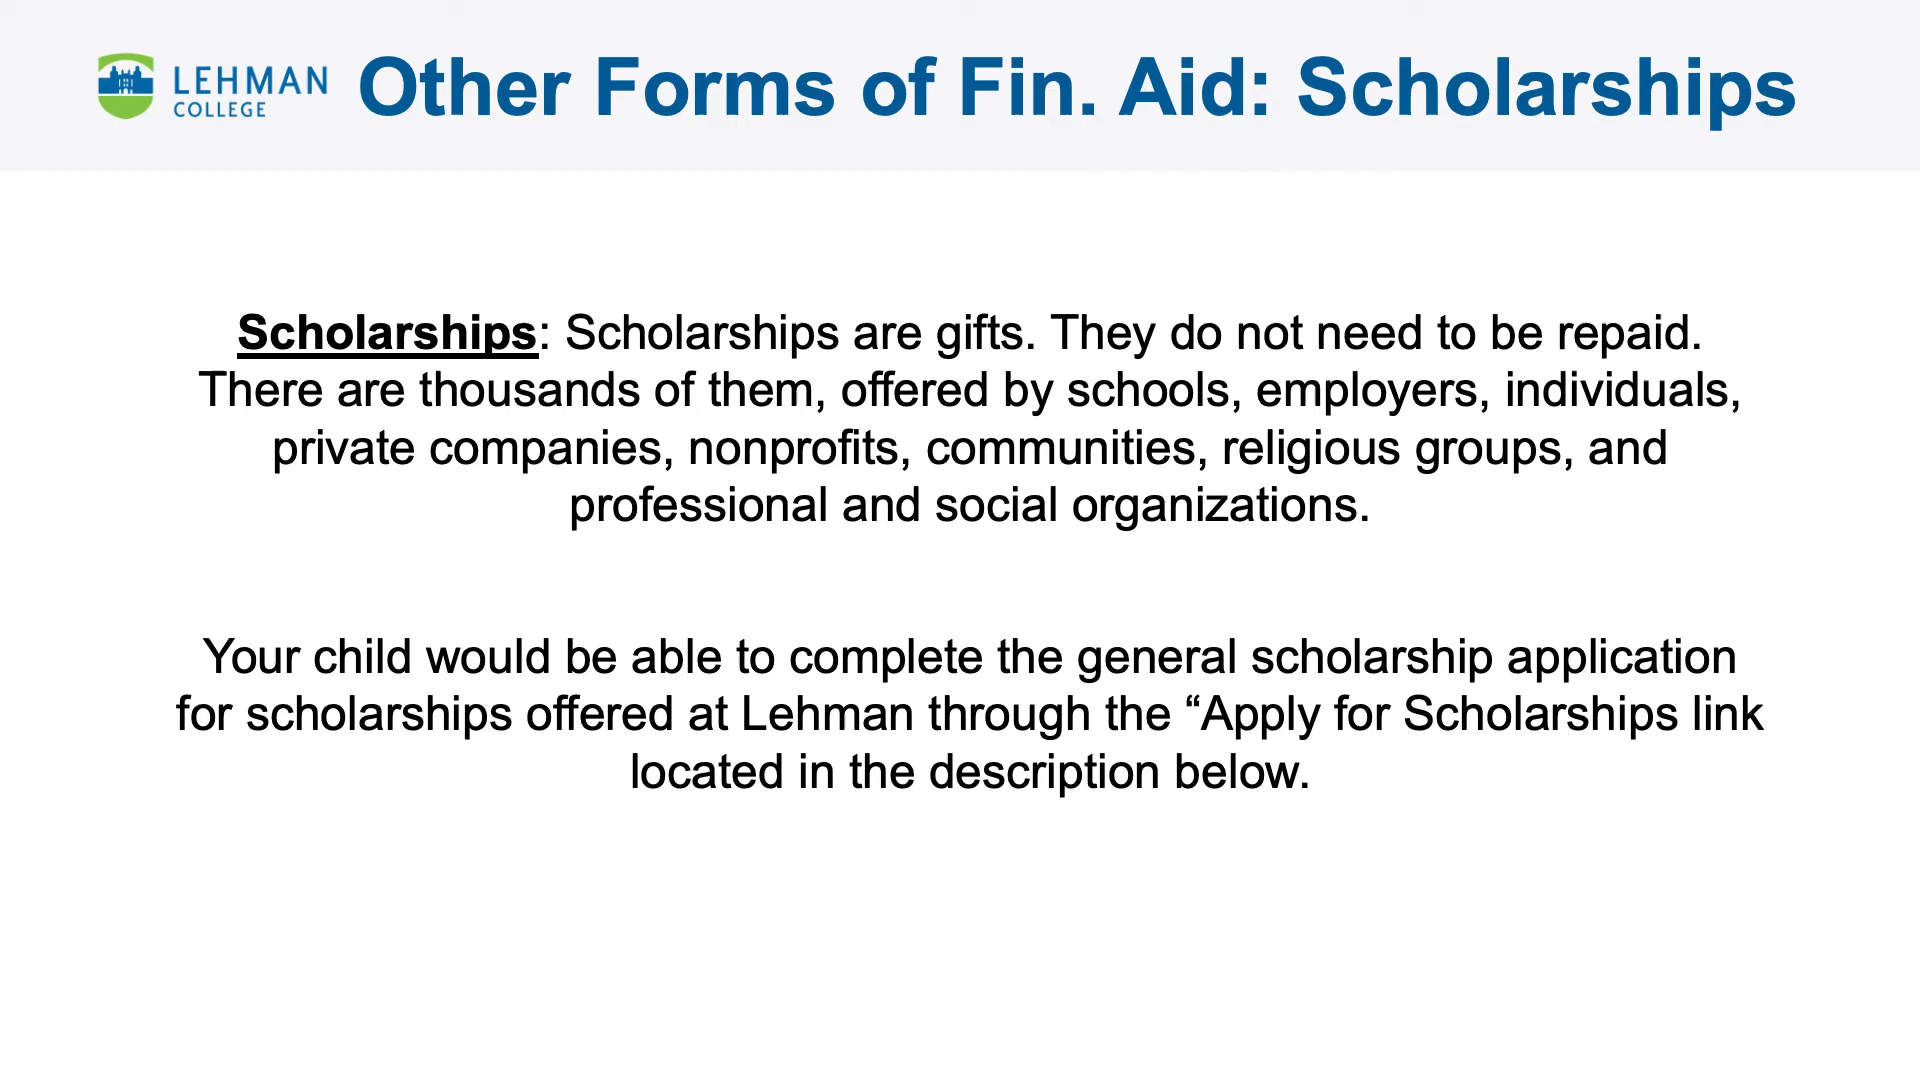 LEHMAN
COLLEGE
Other Forms of Fin. Aid: Scholarships
Scholarships: Scholarships are gifts. They do not need to be repaid.
There are thousands of them, offered by schools, employers, individuals,
private companies, nonprofits, communities, religious groups, and
professional and social organizations.
Your child would be able to complete the general scholarship application
for scholarships offered at Lehman through the “Apply for Scholarships link
located in the description below.